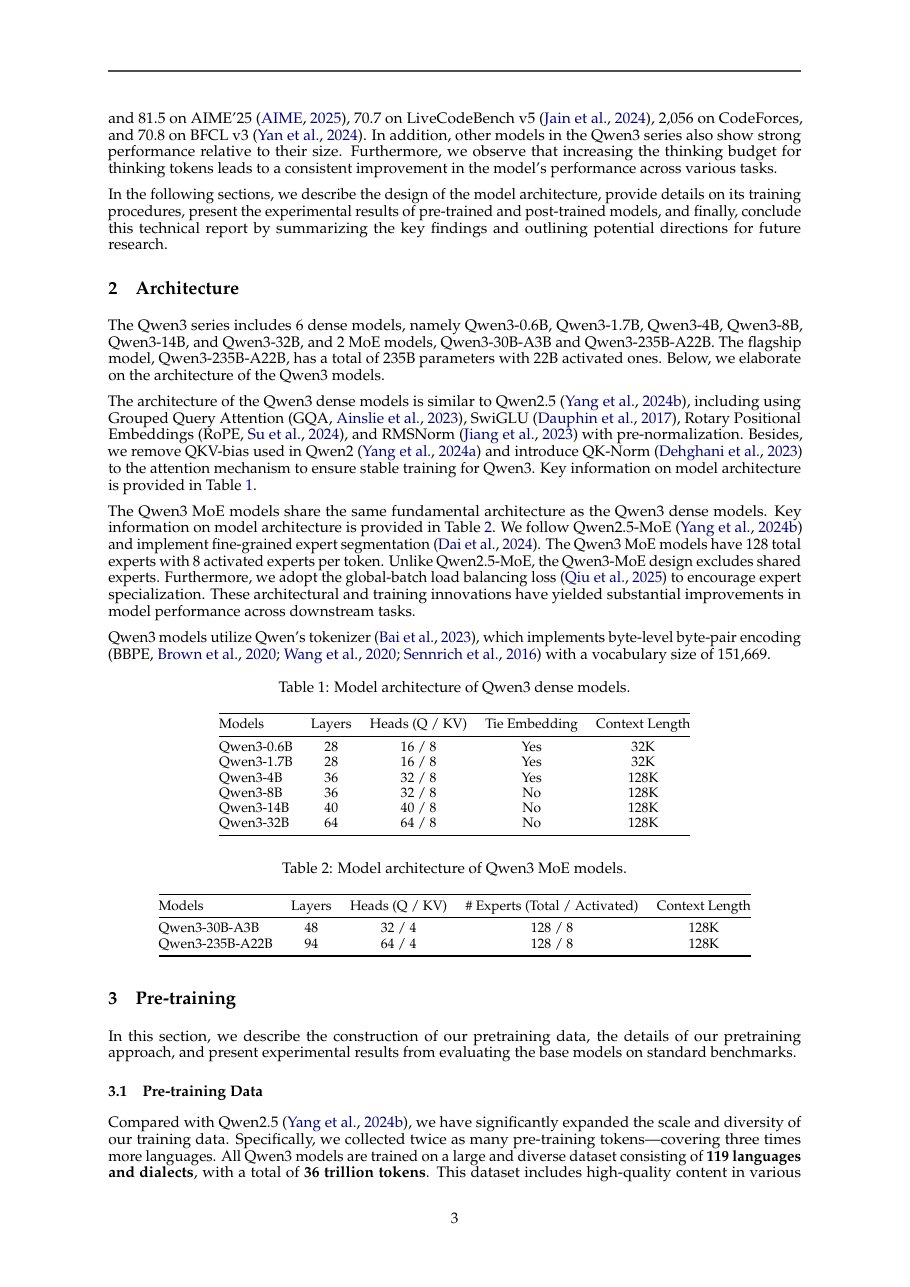 and 81.5 on AIME’25 (AIME, 2025), 70.7 on LiveCodeBench v5 (Jain et al., 2024), 2,056 on CodeForces,
and 70.8 on BFCL v3 (Yan et al., 2024). In addition, other models in the Qwen3 series also show strong
performance relative to their size. Furthermore, we observe that increasing the thinking budget for
thinking tokens leads to a consistent improvement in the model’s performance across various tasks.
In the following sections, we describe the design of the model architecture, provide details on its training
procedures, present the experimental results of pre-trained and post-trained models, and finally, conclude
this technical report by summarizing the key findings and outlining potential directions for future
research.
2 Architecture
The Qwen3 series includes 6 dense models, namely Qwen3-0.6B, Qwen3-1.7B, Qwen3-4B, Qwen3-8B,
Qwen3-14B, and Qwen3-32B, and 2 MoE models, Qwen3-30B-A3B and Qwen3-235B-A22B. The flagship
model, Qwen3-235B-A22B, has a total of 235B parameters with 22B activated ones. Below, we elaborate
on the architecture of the Qwen3 models.
The architecture of the Qwen3 dense models is similar to Qwen2.5 (Yang et al., 2024b), including using
Grouped Query Attention (GQA, Ainslie et al., 2023), SwiGLU (Dauphin et al., 2017), Rotary Positional
Embeddings (RoPE, Su et al., 2024), and RMSNorm (Jiang et al., 2023) with pre-normalization. Besides,
we remove QKV-bias used in Qwen2 (Yang et al., 2024a) and introduce QK-Norm (Dehghani et al., 2023)
to the attention mechanism to ensure stable training for Qwen3. Key information on model architecture
is provided in Table 1.
The Qwen3 MoE models share the same fundamental architecture as the Qwen3 dense models. Key
information on model architecture is provided in Table 2. We follow Qwen2.5-MoE (Yang et al., 2024b)
and implement fine-grained expert segmentation (Dai et al., 2024). The Qwen3 MoE models have 128 total
experts with 8 activated experts per token. Unlike Qwen2.5-MoE, the Qwen3-MoE design excludes shared
experts. Furthermore, we adopt the global-batch load balancing loss (Qiu et al., 2025) to encourage expert
specialization. These architectural and training innovations have yielded substantial improvements in
model performance across downstream tasks.
Qwen3 models utilize Qwen’s tokenizer (Bai et al., 2023), which implements byte-level byte-pair encoding
(BBPE, Brown et al., 2020; Wang et al., 2020; Sennrich et al., 2016) with a vocabulary size of 151,669.
Table 1: Model architecture of Qwen3 dense models.
Models Layers Heads (Q / KV) Tie Embedding Context Length
Qwen3-0.6B 28 16 / 8 Yes 32K
Qwen3-1.7B 28 16 / 8 Yes 32K
Qwen3-4B 36 32 / 8 Yes 128K
Qwen3-8B 36 32 / 8 No 128K
Qwen3-14B 40 40 / 8 No 128K
Qwen3-32B 64 64 / 8 No 128K
Table 2: Model architecture of Qwen3 MoE models.
Models Layers Heads (Q / KV) # Experts (Total / Activated) Context Length
Qwen3-30B-A3B 48 32 / 4 128 / 8 128K
Qwen3-235B-A22B 94 64 / 4 128 / 8 128K
3 Pre-training
In this section, we describe the construction of our pretraining data, the details of our pretraining
approach, and present experimental results from evaluating the base models on standard benchmarks.
3.1 Pre-training Data
Compared with Qwen2.5 (Yang et al., 2024b), we have significantly expanded the scale and diversity of
our training data. Specifically, we collected twice as many pre-training tokens—covering three times
more languages. All Qwen3 models are trained on a large and diverse dataset consisting of 119 languages
and dialects, with a total of 36 trillion tokens. This dataset includes high-quality content in various
3